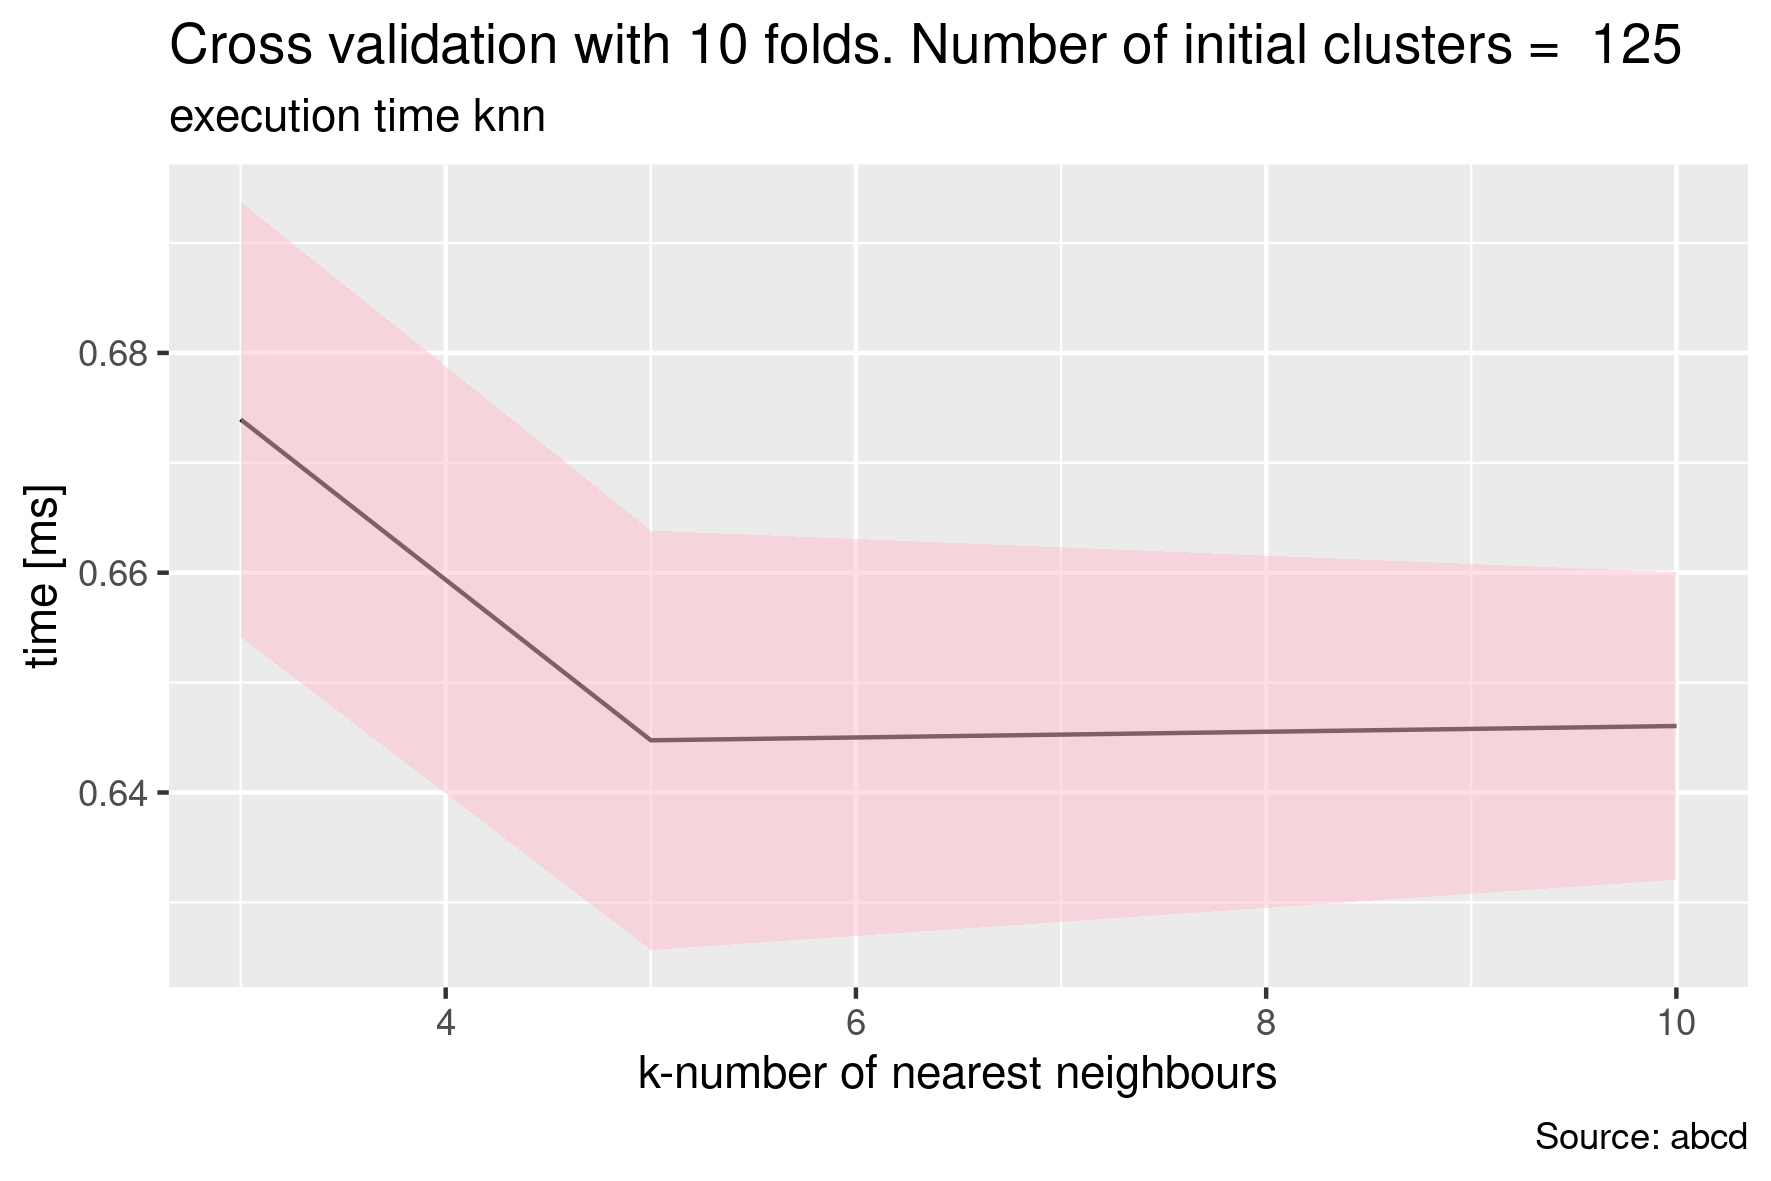 Cross validation with 10 folds. Number of initial clusters =  125
execution time knn
time [ms]
0.68
0.66
0.64
4 6 8 10
k-number of nearest neighbours
Source: abcd